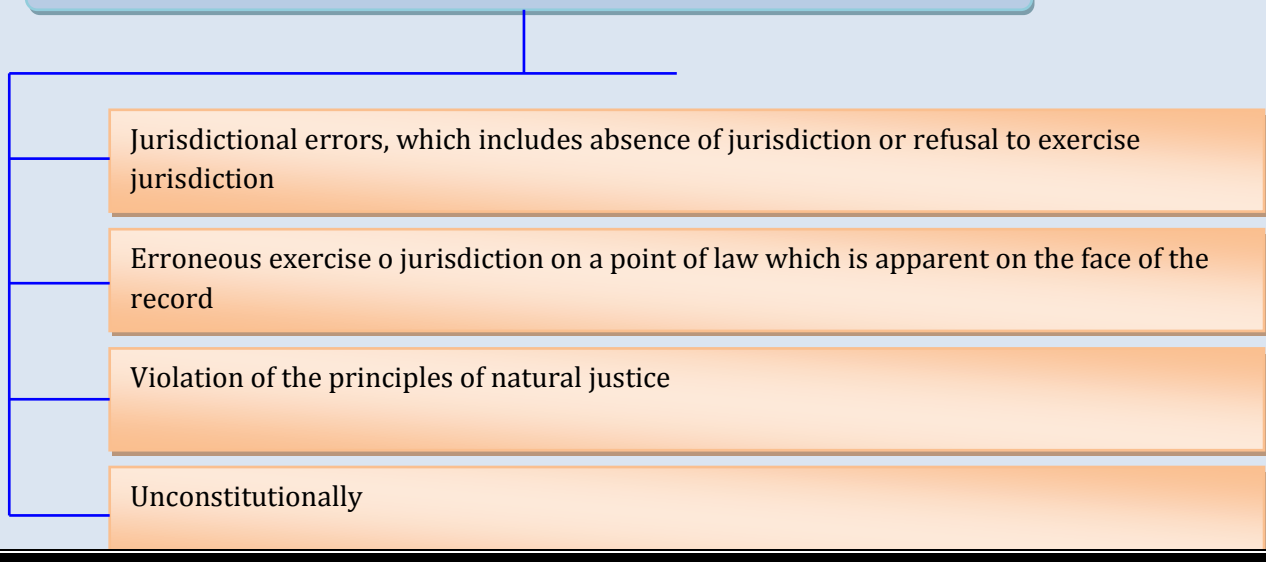 Jurisdictional errors, which includes absence of jurisdiction or refusal to exercise
jurisdiction
Erroneous exercise o jurisdiction on a point of law which is apparent on the face of the
record
Violation of the principles of natural justice
Unconstitutionally